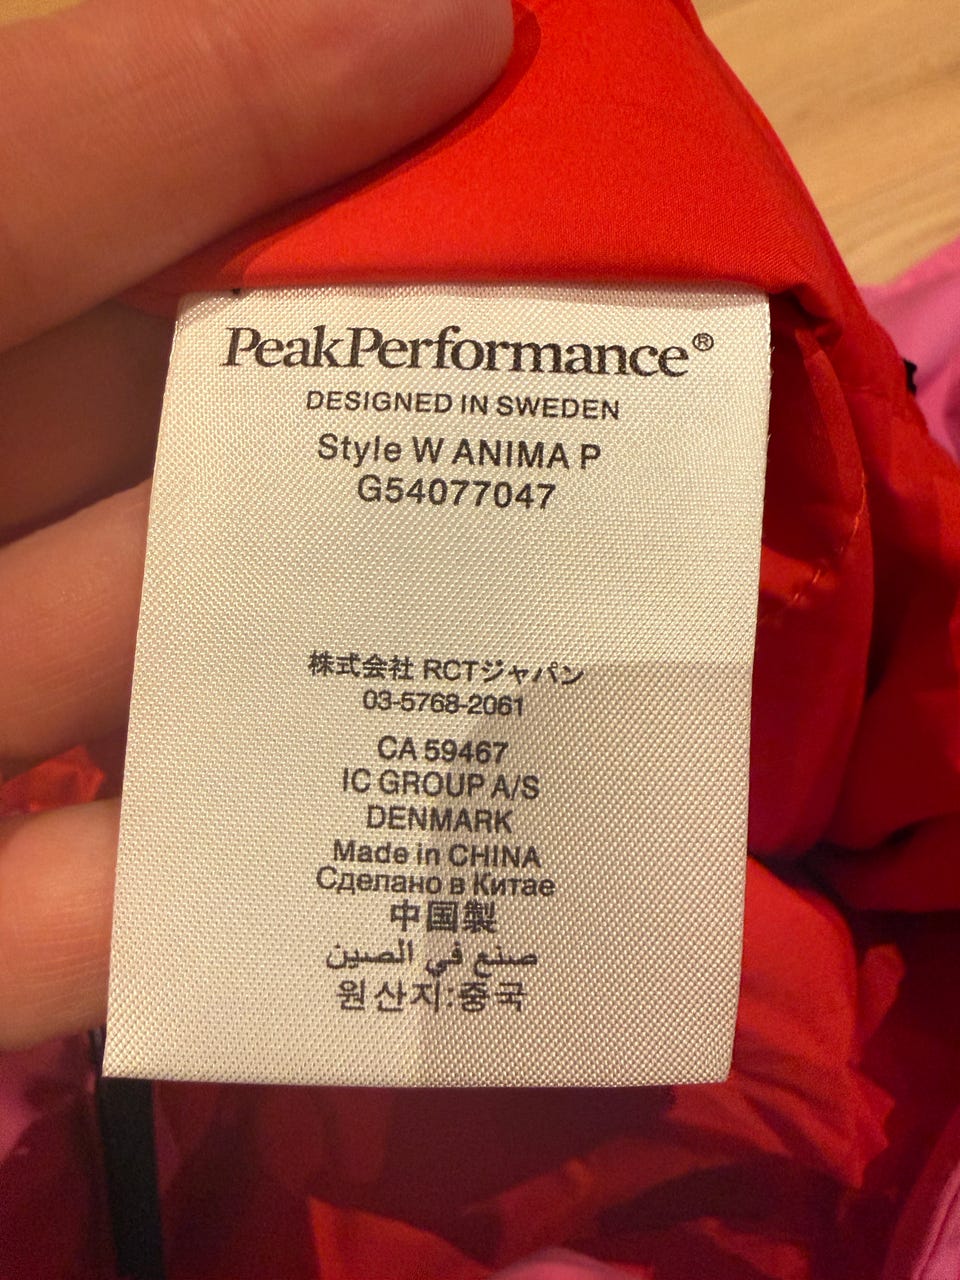 PeakPerformance®
DESIGNED IN SWEDEN
Style W ANIMA P
G54077047
株式会社 RCTジャパン
03-5768-2061
CA 59467
IC GROUP A/S
DENMARK
Made in CHINA
Сделано в Китае
中国製
صنع في الصين
원산지:중국